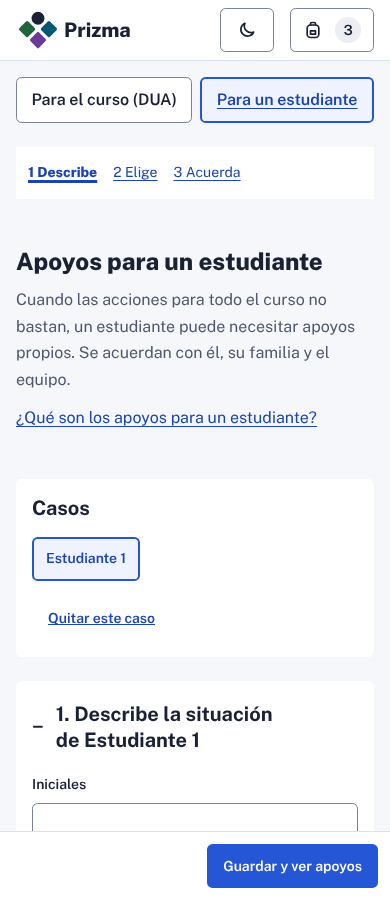 Prizma
3
Para el curso (DUA)
Para un estudiante
1 Describe
2 Elige
3 Acuerda
Apoyos para un estudiante
Cuando las acciones para todo el curso no
bastan, un estudiante puede necesitar apoyos
propios. Se acuerdan con él, su familia y el
equipo.
¿Qué son los apoyos para un estudiante?
Casos
Estudiante 1
Quitar este caso
– 1. Describe la situación
de Estudiante 1
Iniciales
Guardar y ver apoyos